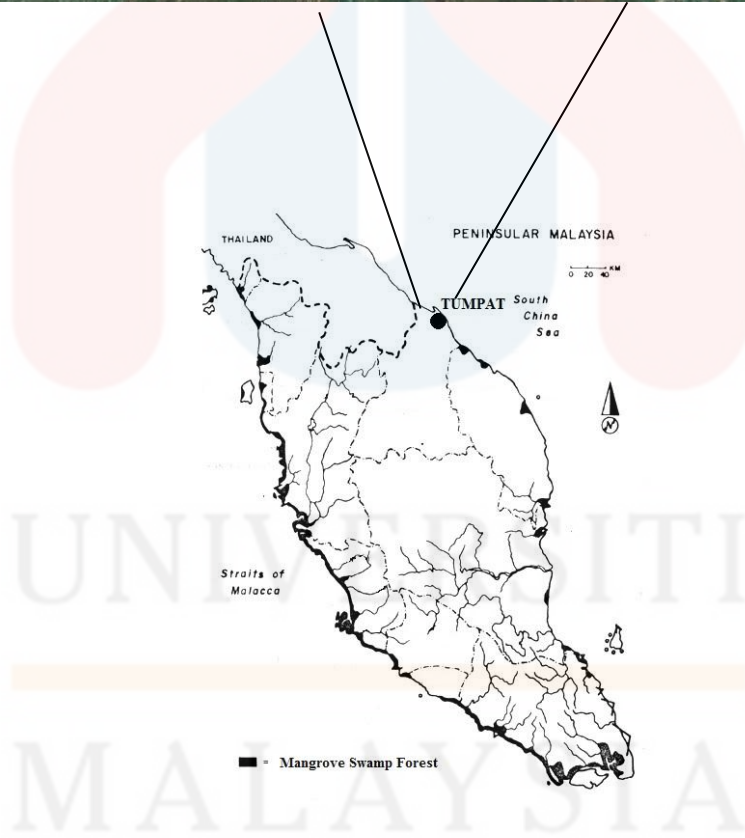 THAILAND
PENINSULAR MALAYSIA
0 20 40 KM
TUMPAT
South
China
Sea
N
UNIVERSITI
Straits of
Malacca
= Mangrove Swamp Forest
MALAYSIA